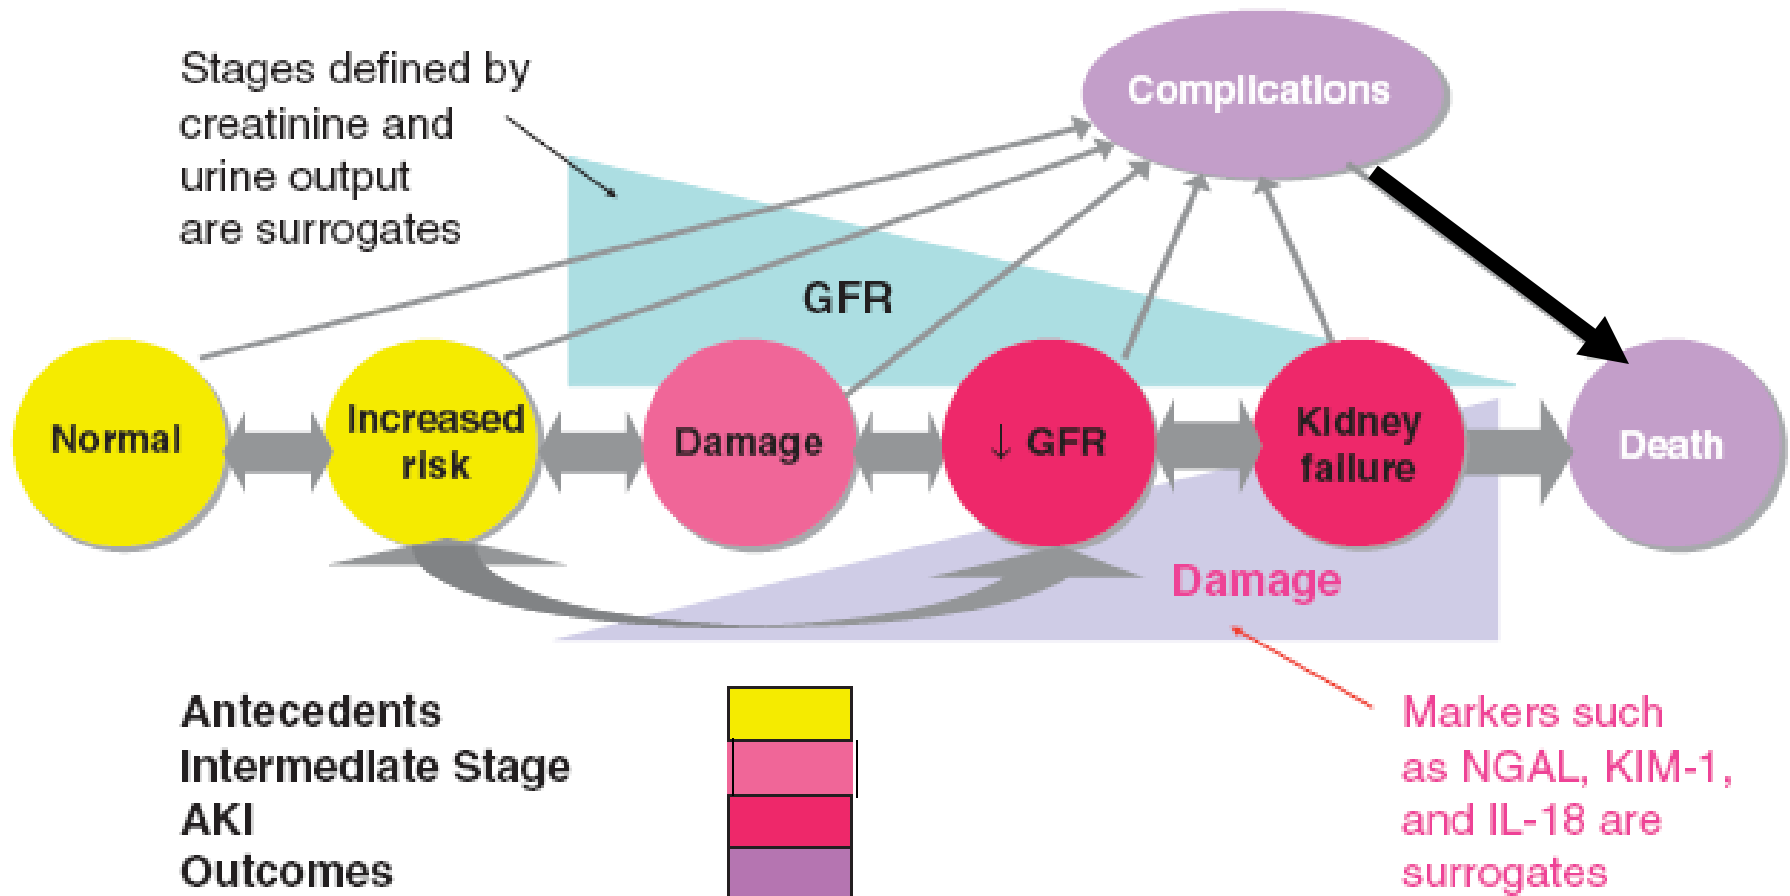 Stages defined by
creatinine and
urine output
are surrogates
Complications
GFR
Normal
Increased
risk
Damage
↓ GFR
Kidney
failure
Death
Damage
Antecedents
Intermediate Stage
AKI
Outcomes
Markers such
as NGAL, KIM-1,
and IL-18 are
surrogates